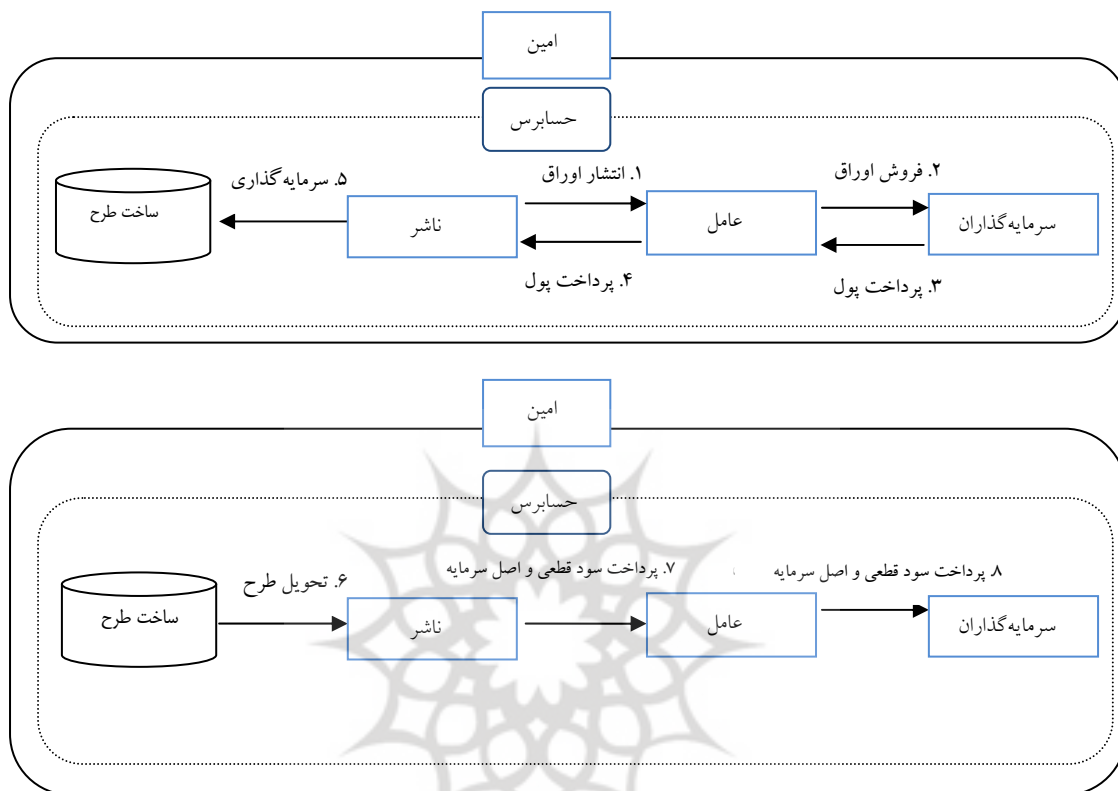 امین
حسابرس
۲. فروش اوراق
۱. انتشار اوراق
۵. سرمایه‌گذاری
سرمایه‌گذاران
عامل
ناشر
ساخت طرح
۳. پرداخت پول
۴. پرداخت پول
امین
حسابرس
۸. پرداخت سود قطعی و اصل سرمایه
۷. پرداخت سود قطعی و اصل سرمایه
۶. تحویل طرح
سرمایه‌گذاران
عامل
ناشر
ساخت طرح